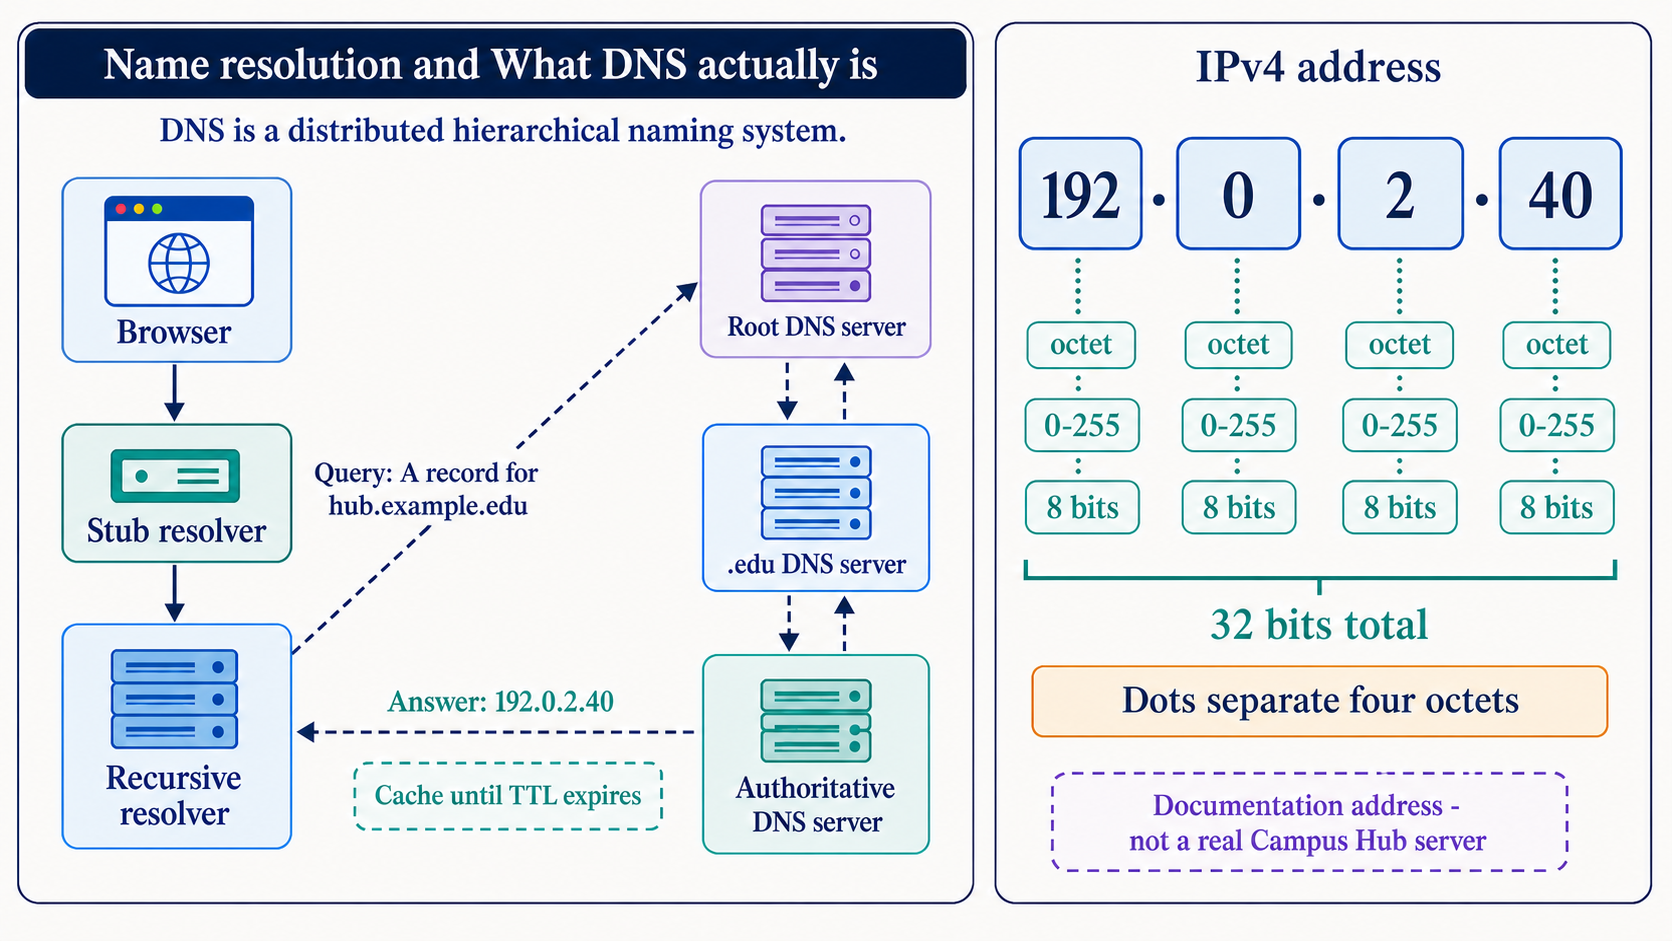 Name resolution and What DNS actually is
DNS is a distributed hierarchical naming system.
Browser
Stub resolver
Recursive
resolver
Query: A record for
hub.example.edu
Root DNS server
.edu DNS server
Answer: 192.0.2.40
Cache until TTL expires
Authoritative
DNS server
IPv4 address
192 . 0 . 2 . 40
octet octet octet octet
0-255 0-255 0-255 0-255
8 bits 8 bits 8 bits 8 bits
32 bits total
Dots separate four octets
Documentation address -
not a real Campus Hub server